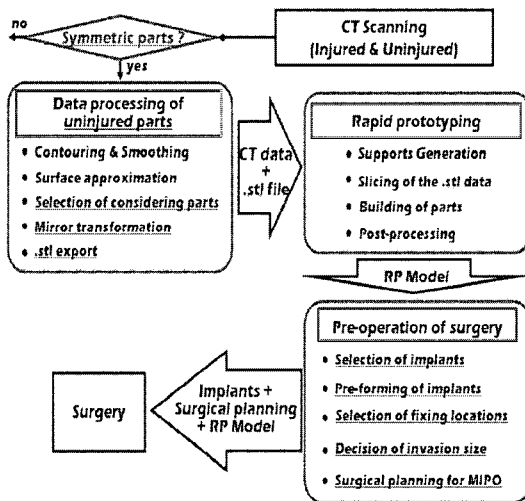 no
Symmetric parts ?
yes
CT Scanning
(Injured & Uninjured)
Data processing of
uninjured parts
• Contouring & Smoothing
• Surface approximation
• Selection of considering parts
• Mirror transformation
• .stl export
CT data
+
.stl file
Rapid prototyping
• Supports Generation
• Slicing of the .stl data
• Building of parts
• Post-processing
RP Model
Pre-operation of surgery
• Selection of implants
• Pre-forming of implants
• Selection of fixing locations
• Decision of invasion size
• Surgical planning for MIPO
Implants +
Surgical planning
+ RP Model
Surgery